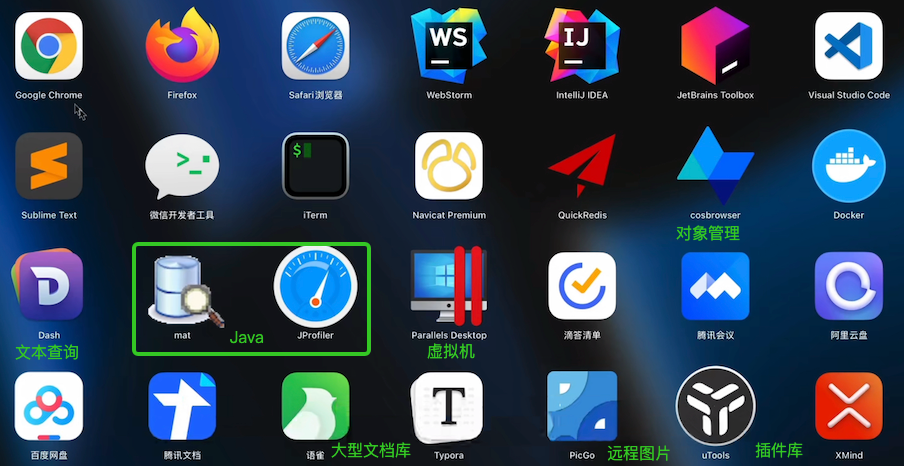 WS
IJ
Google Chrome
Firefox
Safari浏览器
WebStorm
IntelliJ IDEA
JetBrains Toolbox
Visual Studio Code
$
Sublime Text
微信开发者工具
iTerm
Navicat Premium
QuickRedis
cosbrowser
Docker
对象管理
Dash
mat
Java
JProfiler
Parallels Desktop
滴答清单
腾讯会议
阿里云盘
文本查询
虚拟机
T
百度网盘
腾讯文档
语雀
大型文档库
Typora
PicGo
远程图片
uTools
插件库
XMind